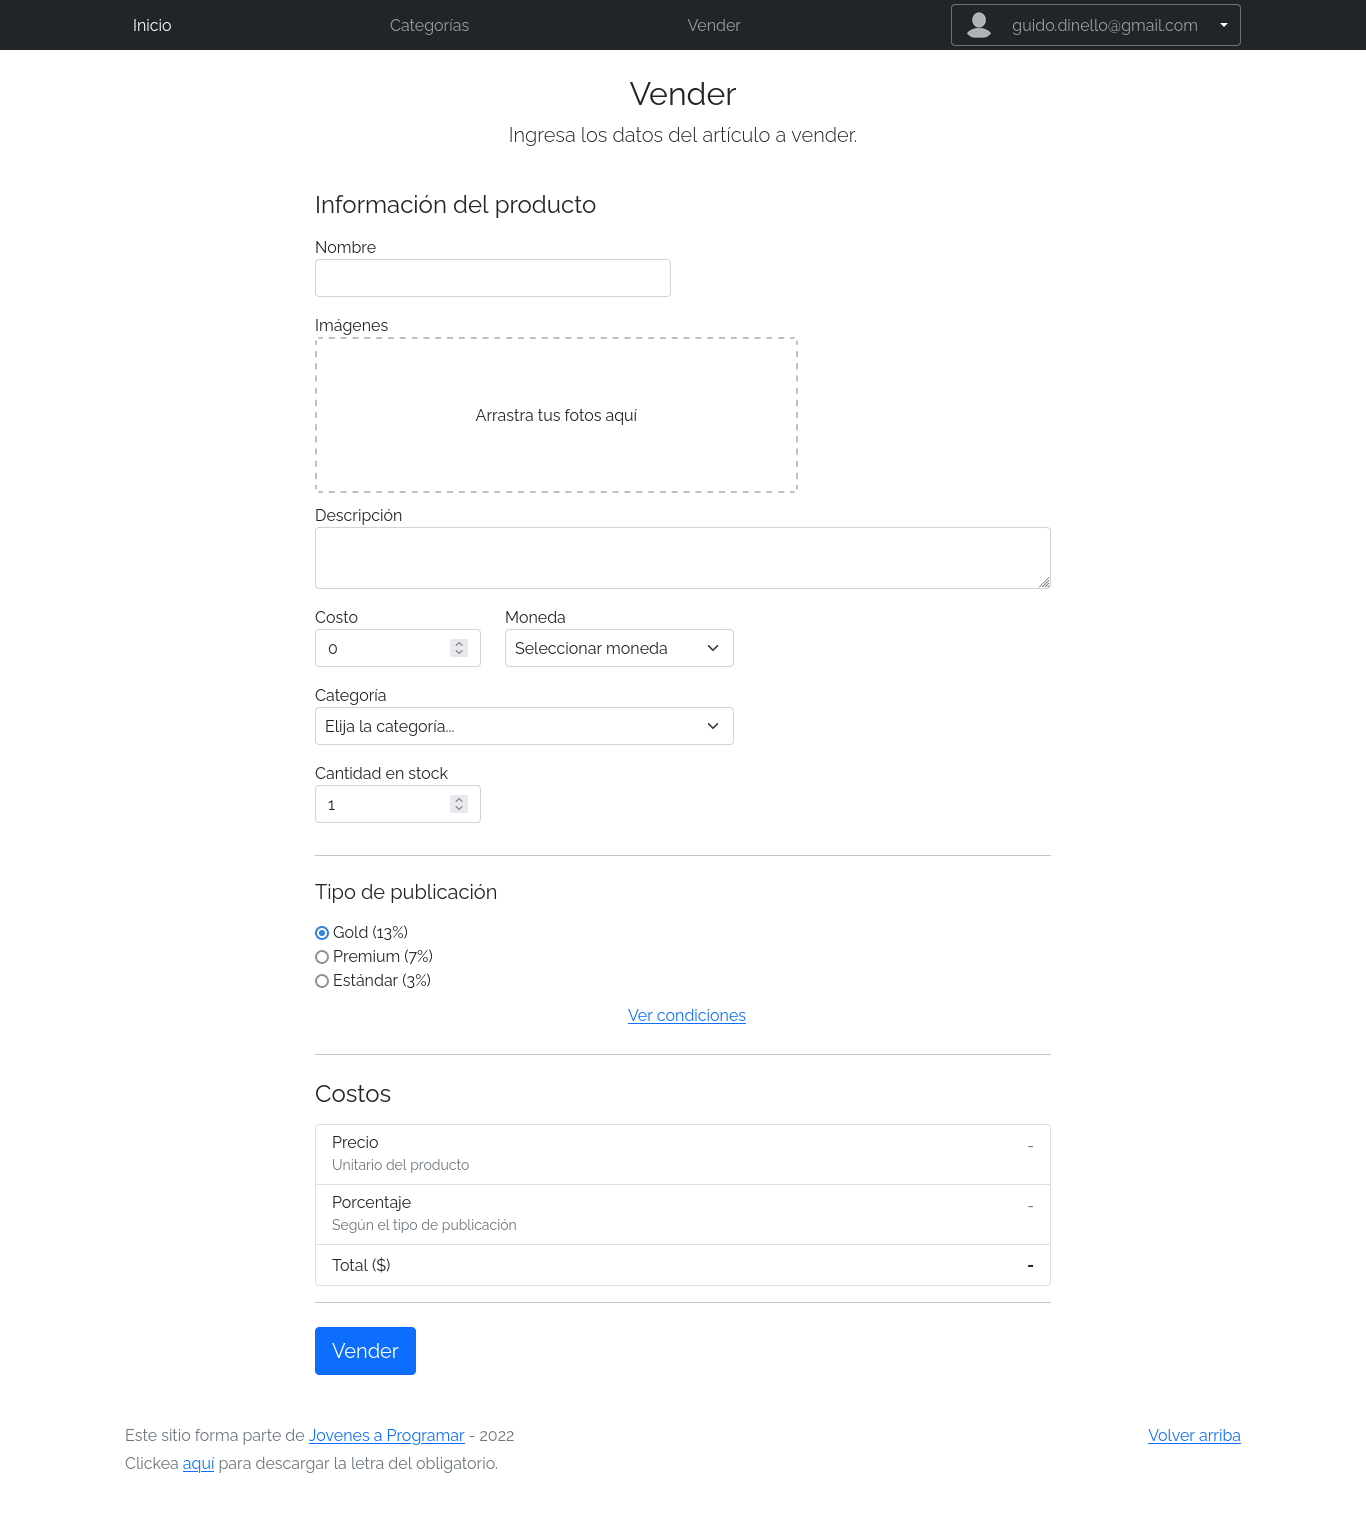 Inicio Categorías Vender guido.dinello@gmail.com
Vender
Ingresa los datos del artículo a vender.
Información del producto
Nombre
Imágenes
Arrastra tus fotos aquí
Descripción
Costo Moneda
0 Seleccionar moneda
Categoría
Elija la categoría...
Cantidad en stock
1
Tipo de publicación
Gold (13%)
Premium (7%)
Estándar (3%)
Ver condiciones
Costos
Precio -
Unitario del producto
Porcentaje -
Según el tipo de publicación
Total ($) -
Vender
Este sitio forma parte de Jovenes a Programar - 2022 Volver arriba
Clickea aquí para descargar la letra del obligatorio.